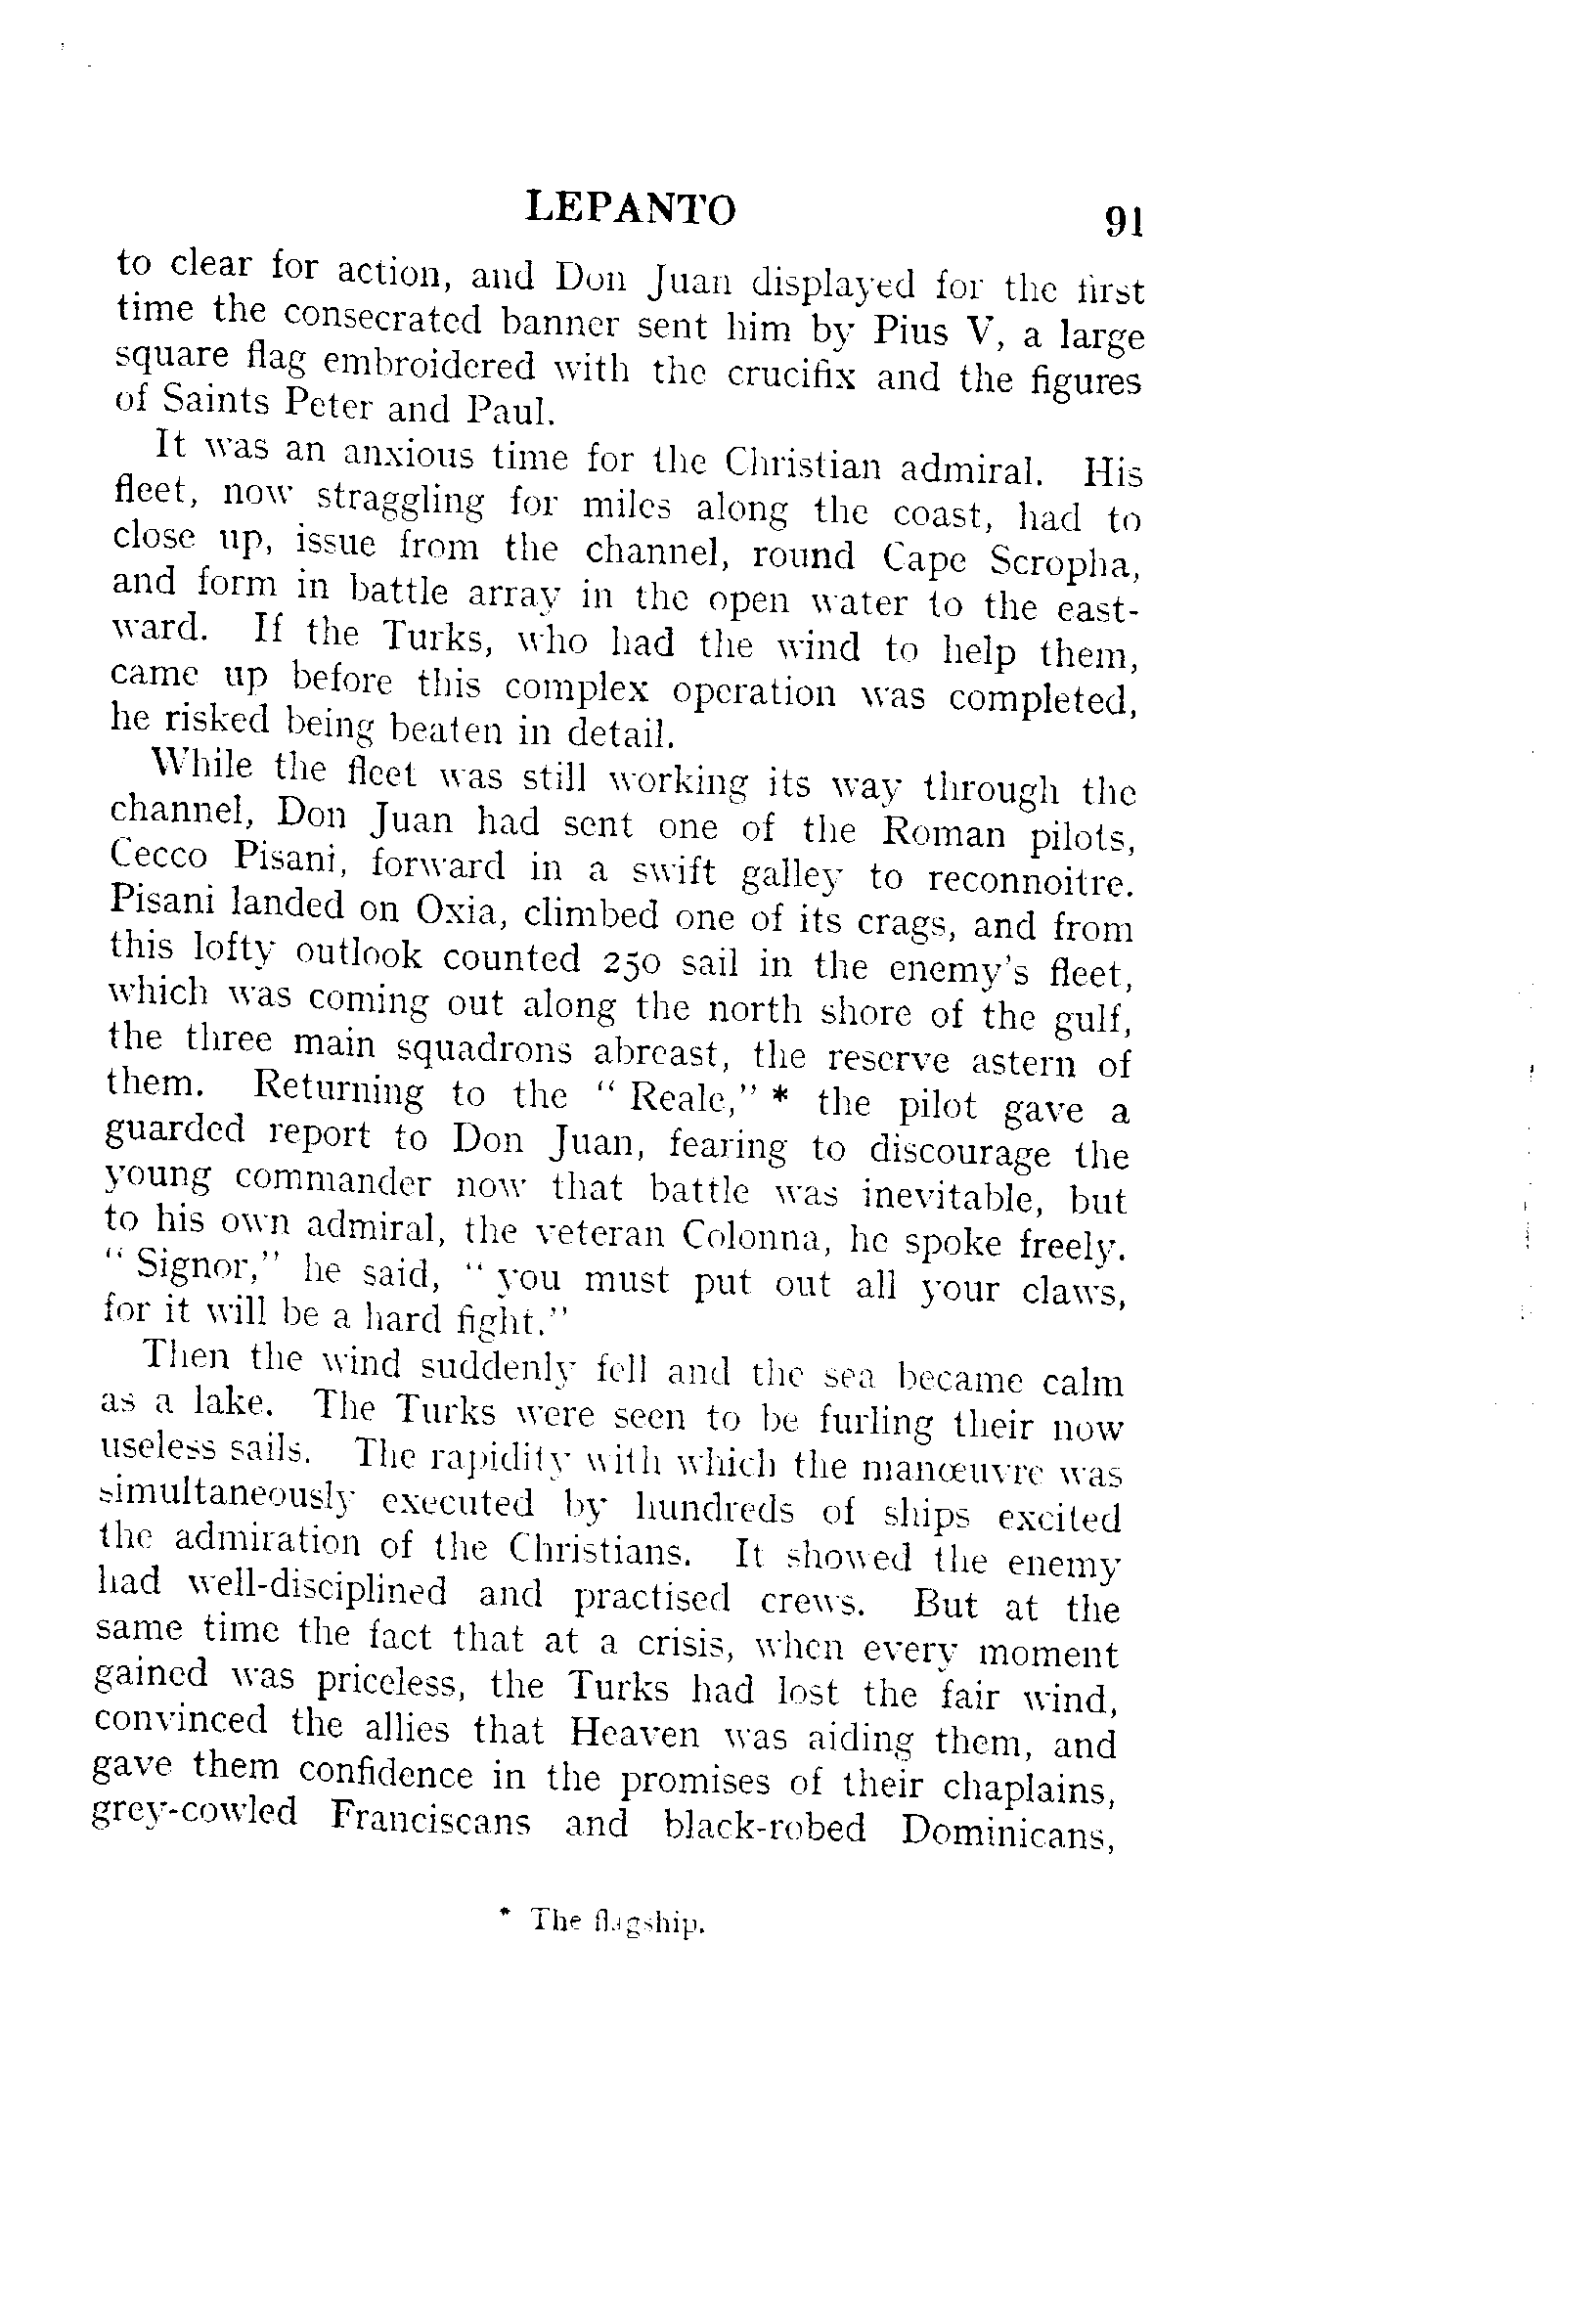 LEPANTO 91
to clear for action, and Don Juan displayed for the first
time the consecrated banner sent him by Pius V, a large
square flag embroidered with the crucifix and the figures
of Saints Peter and Paul.
It was an anxious time for the Christian admiral. His
fleet, now straggling for miles along the coast, had to
close up, issue from the channel, round Cape Scropha,
and form in battle array in the open water to the east-
ward. If the Turks, who had the wind to help them,
came up before this complex operation was completed,
he risked being beaten in detail.
While the fleet was still working its way through the
channel, Don Juan had sent one of the Roman pilots,
Cecco Pisani, forward in a swift galley to reconnoitre.
Pisani landed on Oxia, climbed one of its crags, and from
this lofty outlook counted 250 sail in the enemy's fleet,
which was coming out along the north shore of the gulf,
the three main squadrons abreast, the reserve astern of
them. Returning to the " Reale," * the pilot gave a
guarded report to Don Juan, fearing to discourage the
young commander now that battle was inevitable, but
to his own admiral, the veteran Colonna, he spoke freely.
" Signor," he said, " you must put out all your claws,
for it will be a hard fight."
Then the wind suddenly fell and the sea became calm
as a lake. The Turks were seen to be furling their now
useless sails. The rapidity with which the manœuvre was
simultaneously executed by hundreds of ships excited
the admiration of the Christians. It showed the enemy
had well-disciplined and practised crews. But at the
same time the fact that at a crisis, when every moment
gained was priceless, the Turks had lost the fair wind,
convinced the allies that Heaven was aiding them, and
gave them confidence in the promises of their chaplains,
grey-cowled Franciscans and black-robed Dominicans,
* The flagship.